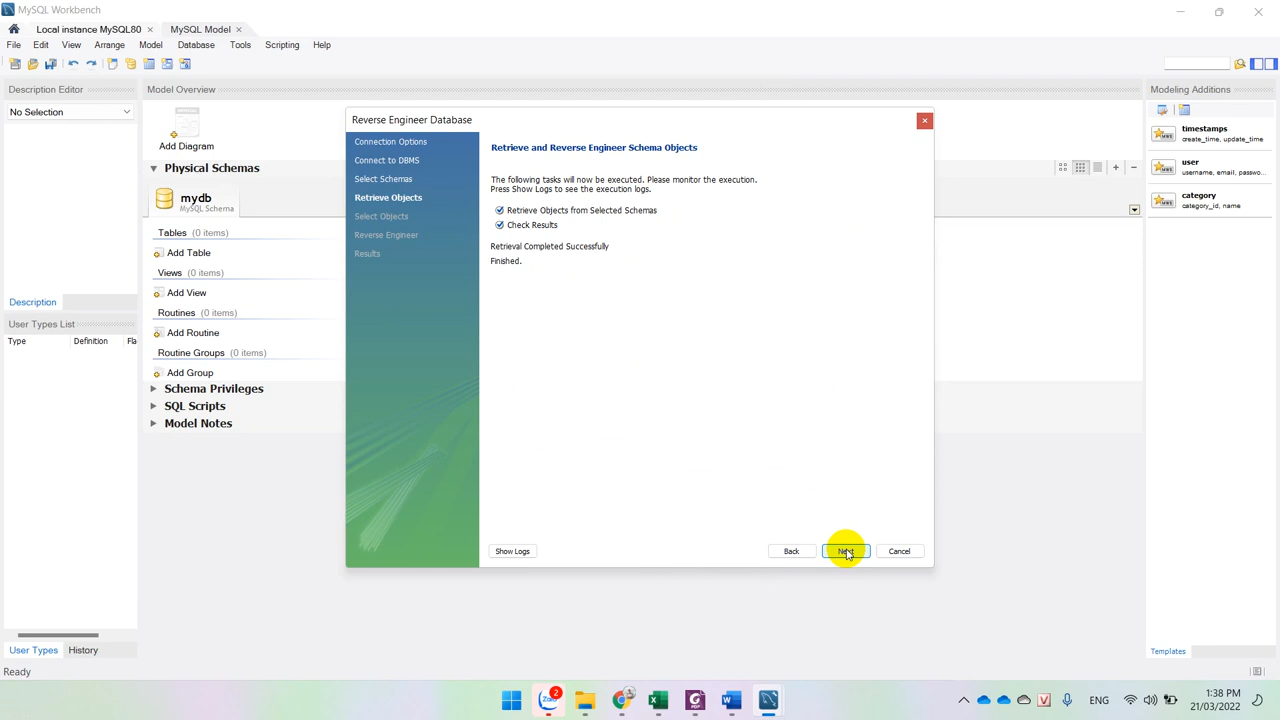 MySQL Workbench
Local instance MySQL80
MySQL Model
File Edit View Arrange Model Database Tools Scripting Help
Description Editor
No Selection
Description
User Types List
Type Definition Fla
User Types History
Ready
Model Overview
Add Diagram
Physical Schemas
mydb
MySQL Schema
Tables (0 items)
Add Table
Views (0 items)
Add View
Routines (0 items)
Add Routine
Routine Groups (0 items)
Add Group
Schema Privileges
SQL Scripts
Model Notes
Reverse Engineer Database
Connection Options
Connect to DBMS
Select Schemas
Retrieve Objects
Select Objects
Reverse Engineer
Results
Retrieve and Reverse Engineer Schema Objects
The following tasks will now be executed. Please monitor the execution.
Press Show Logs to see the execution logs.
Retrieve Objects from Selected Schemas
Check Results
Retrieval Completed Successfully
Finished.
Show Logs Back Next Cancel
Modeling Additions
timestamps
create_time, update_time
user
username, email, passwo...
category
category_id, name
Templates
Zalo
2
ENG
1:38 PM
21/03/2022